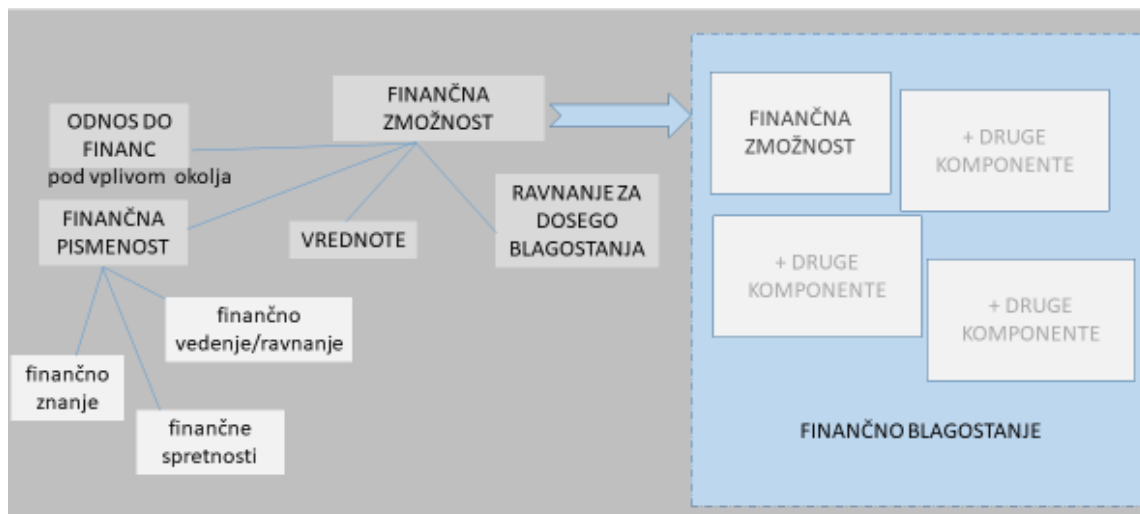 FINANČNA
ZMOŽNOST
ODNOS DO
FINANC
pod vplivom okolja
FINANČNA
PISMENOST
VREDNOTE
RAVNANJE ZA
DOSEGO
BLAGOSTANJA
finančno
vedenje/ravnanje
finančno
znanje
finančne
spretnosti
FINANČNA
ZMOŽNOST
+ DRUGE
KOMPONENTE
+ DRUGE
KOMPONENTE
+ DRUGE
KOMPONENTE
FINANČNO BLAGOSTANJE